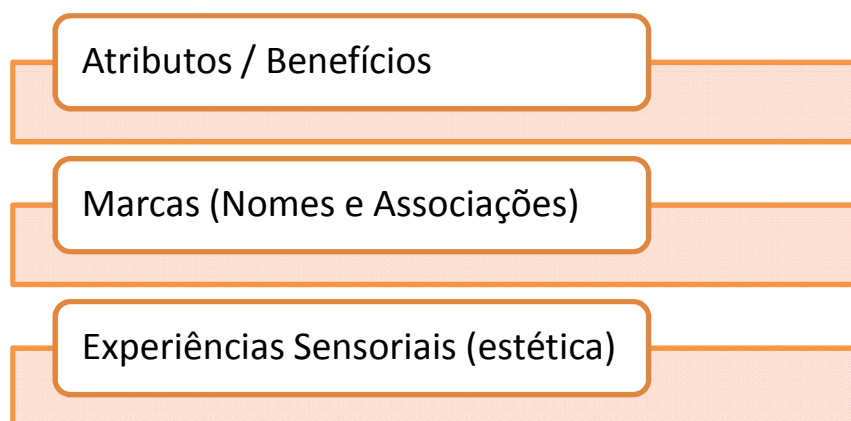 Atributos / Benefícios
Marcas (Nomes e Associações)
Experiências Sensoriais (estética)